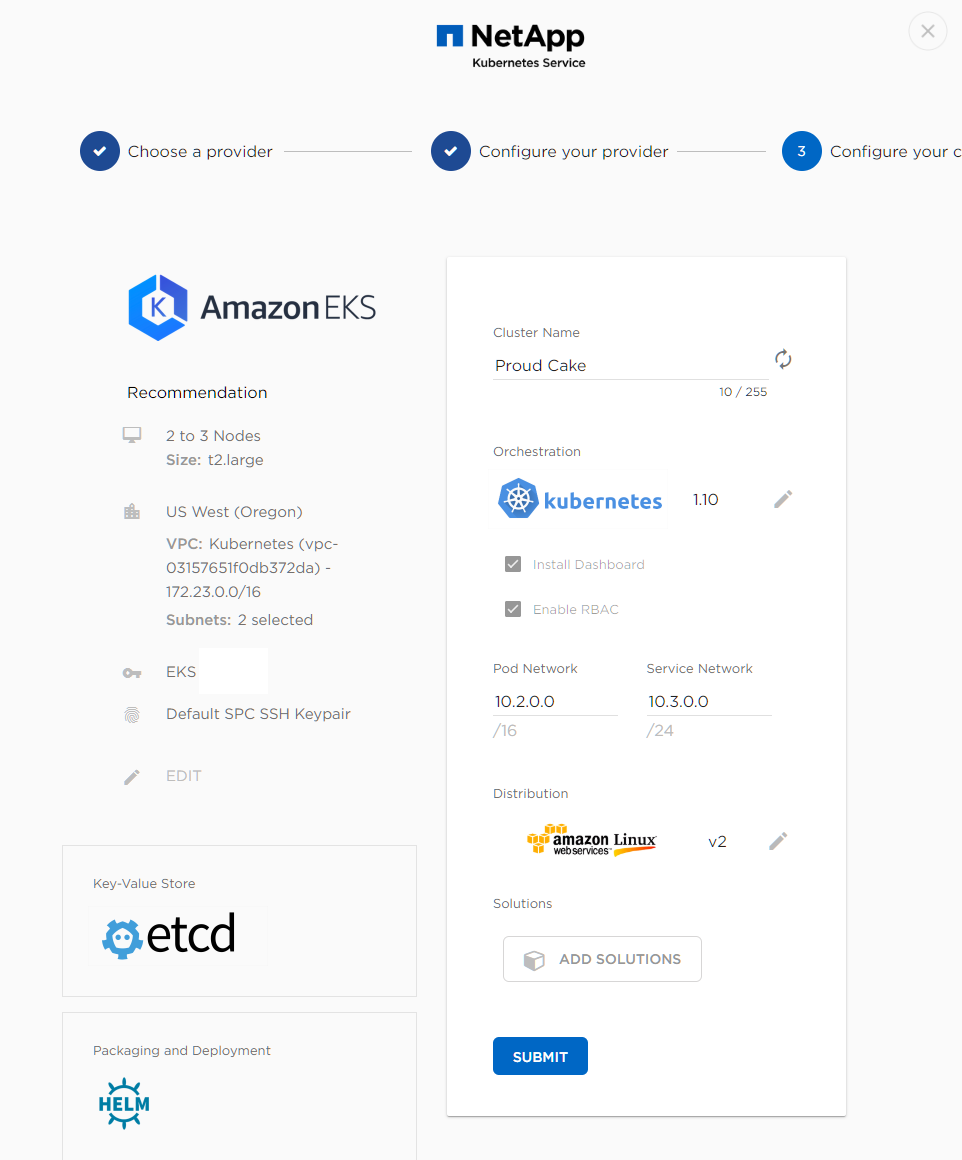 NetApp
Kubernetes Service
Choose a provider
Configure your provider
3
Configure your c
K
Amazon EKS
Recommendation
2 to 3 Nodes
Size: t2.large
US West (Oregon)
VPC: Kubernetes (vpc-
03157651f0db372da) -
172.23.0.0/16
Subnets: 2 selected
EKS
Default SPC SSH Keypair
EDIT
Key-Value Store
etcd
Packaging and Deployment
HELM
Cluster Name
Proud Cake
10 / 255
Orchestration
kubernetes
1.10
Install Dashboard
Enable RBAC
Pod Network
Service Network
10.2.0.0
10.3.0.0
/16
/24
Distribution
amazon Linux
web services™
v2
Solutions
ADD SOLUTIONS
SUBMIT